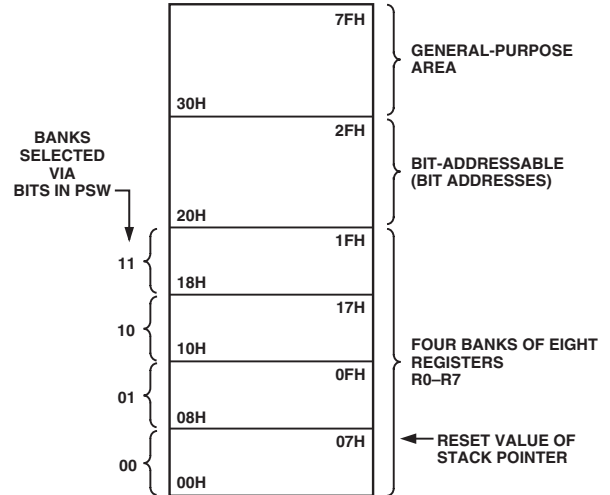 7FH
GENERAL-PURPOSE
AREA
30H
BANKS
SELECTED
VIA
BITS IN PSW
2FH
BIT-ADDRESSABLE
(BIT ADDRESSES)
20H
11
1FH
18H
10
17H
10H
FOUR BANKS OF EIGHT
REGISTERS
R0–R7
01
0FH
08H
00
07H
00H
RESET VALUE OF
STACK POINTER